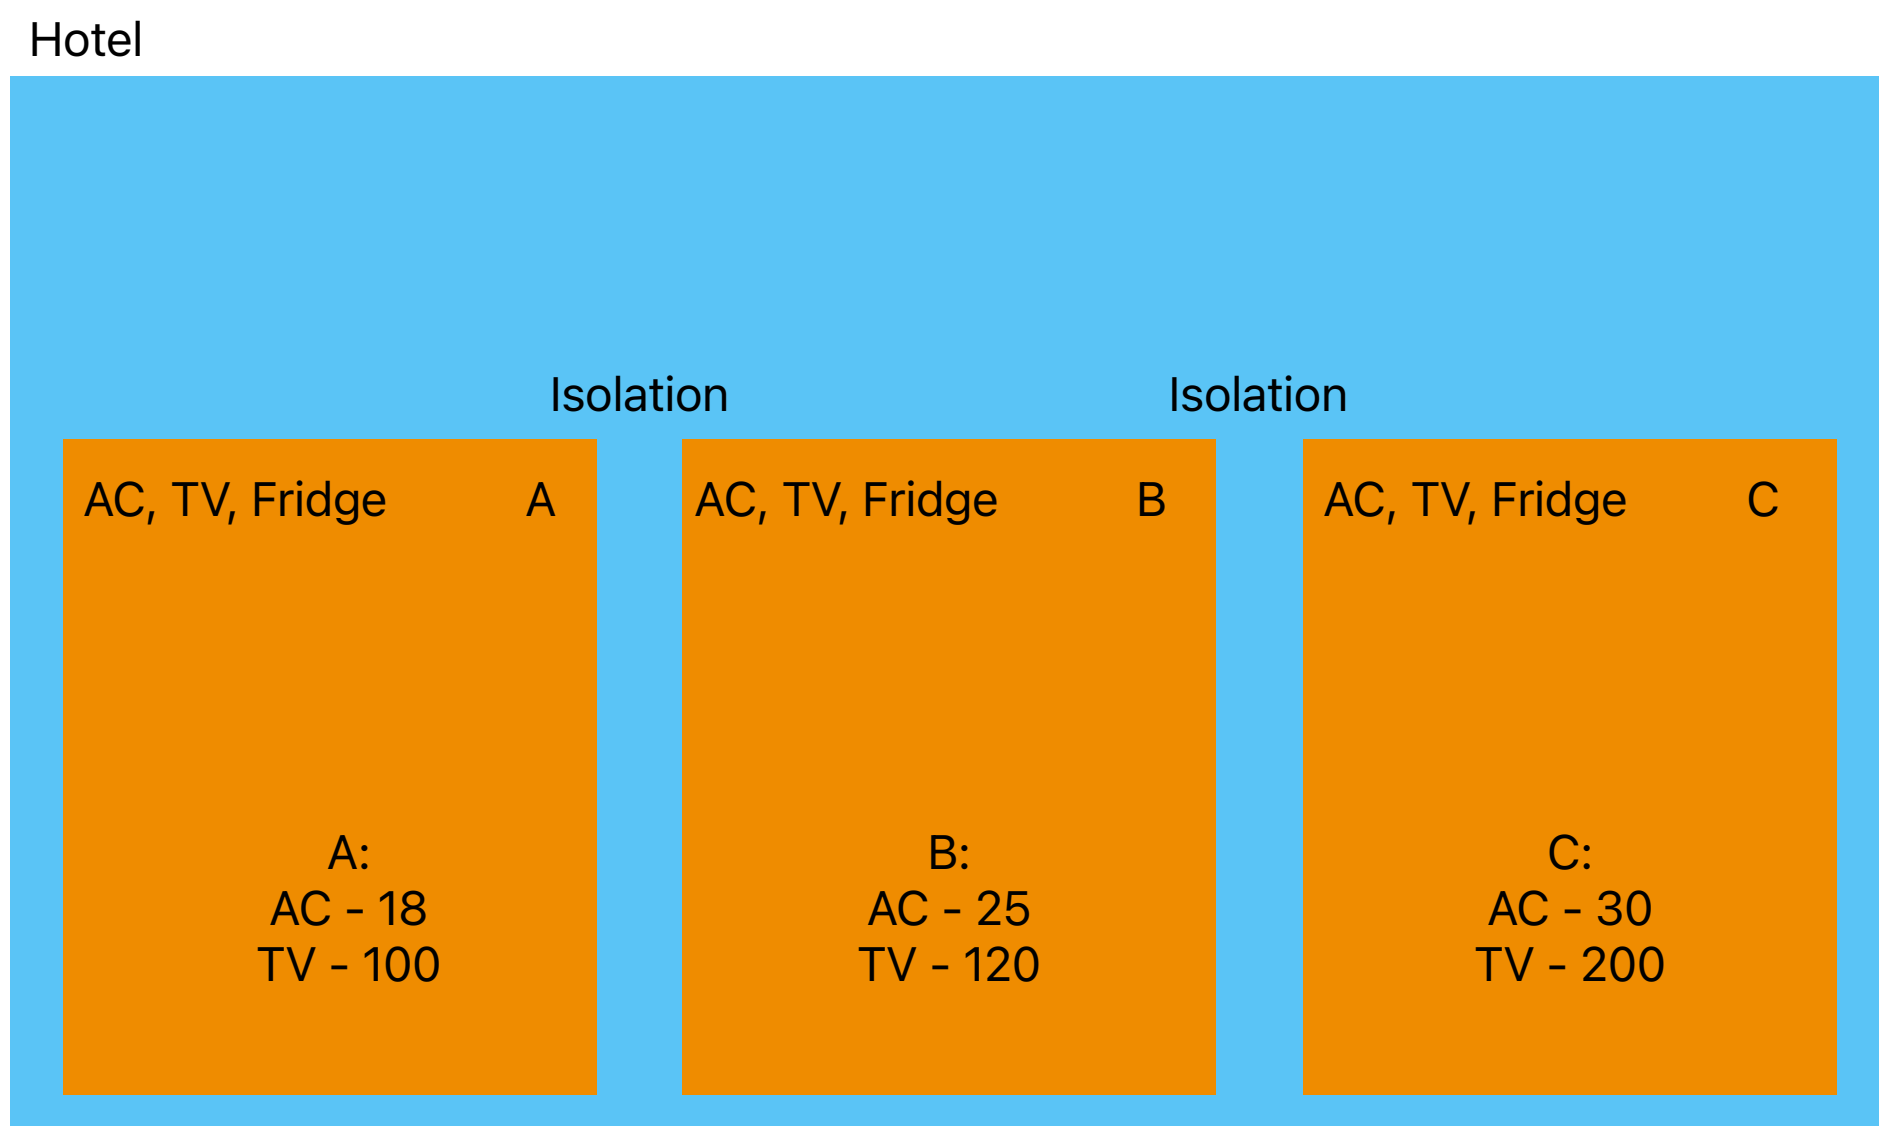 Hotel
Isolation
Isolation
AC, TV, Fridge
A
AC, TV, Fridge
B
AC, TV, Fridge
C
A:
AC - 18
TV - 100
B:
AC - 25
TV - 120
C:
AC - 30
TV - 200